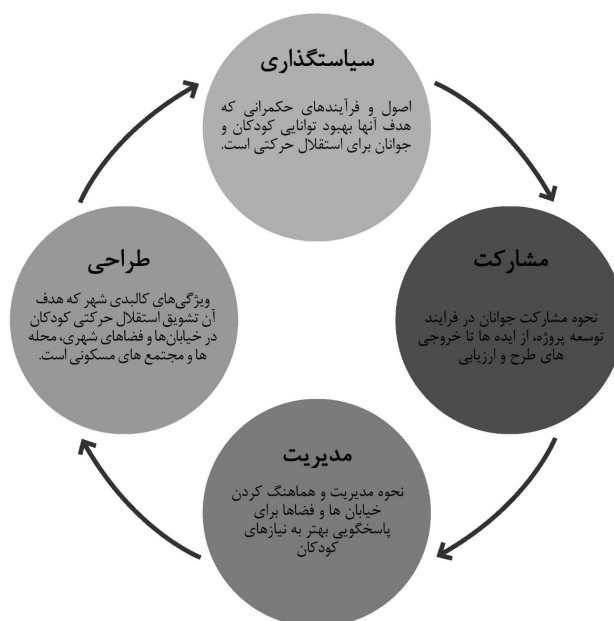 سیاستگذاری
اصول و فرآیندهای حکمرانی که
هدف آنها بهبود توانایی کودکان و
جوانان برای استقلال حرکتی است.
مشارکت
نحوه مشارکت جوانان در فرایند
توسعه پروژه، از ایده ها تا خروجی
های طرح و ارزیابی
مدیریت
نحوه مدیریت و هماهنگ کردن
خیابان ها و فضاها برای
پاسخگویی بهتر به نیازهای
کودکان
طراحی
ویژگی‌های کالبدی شهر که هدف
آن تشویق استقلال حرکتی کودکان
در خیابان‌ها و فضاهای شهری، محله
ها و مجتمع های مسکونی است.